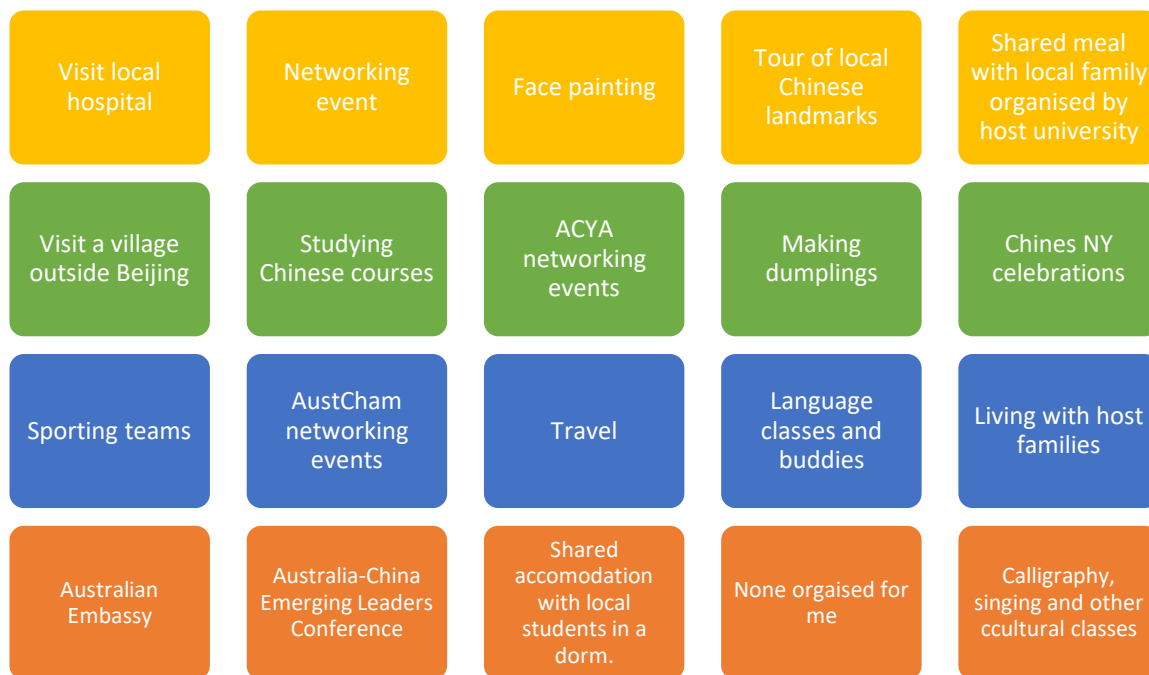 Visit local
hospital
Networking
event
Face painting
Tour of local
Chinese
landmarks
Shared meal
with local family
organised by
host university
Visit a village
outside Beijing
Studying
Chinese courses
ACYA
networking
events
Making
dumplings
Chines NY
celebrations
Sporting teams
AustCham
networking
events
Travel
Language
classes and
buddies
Living with host
families
Australian
Embassy
Australia-China
Emerging Leaders
Conference
Shared
accomodation
with local
students in a
dorm.
None orgaised for
me
Calligraphy,
singing and other
ccultural classes